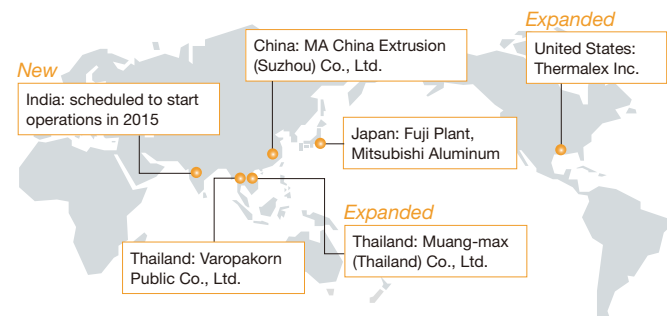 New
India: scheduled to start
operations in 2015
China: MA China Extrusion
(Suzhou) Co., Ltd.
Expanded
United States:
Thermalex Inc.
Japan: Fuji Plant,
Mitsubishi Aluminum
Thailand: Varopakorn
Public Co., Ltd.
Expanded
Thailand: Muang-max
(Thailand) Co., Ltd.